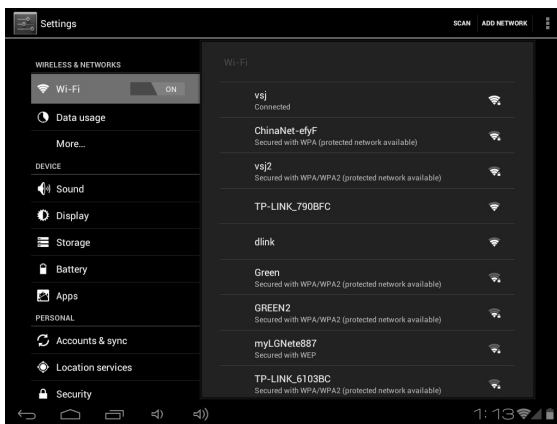 Settings
SCAN ADD NETWORK
WIRELESS & NETWORKS
Wi-Fi ON
Data usage
More...
DEVICE
Sound
Display
Storage
Battery
Apps
PERSONAL
Accounts & sync
Location services
Security
Wi-Fi
vsj
Connected
ChinaNet-efyF
Secured with WPA (protected network available)
vsj2
Secured with WPA/WPA2 (protected network available)
TP-LINK_790BFC
dlink
Green
Secured with WPA/WPA2 (protected network available)
GREEN2
Secured with WPA/WPA2 (protected network available)
myLGNete887
Secured with WEP
TP-LINK_6103BC
Secured with WPA/WPA2 (protected network available)
1:13